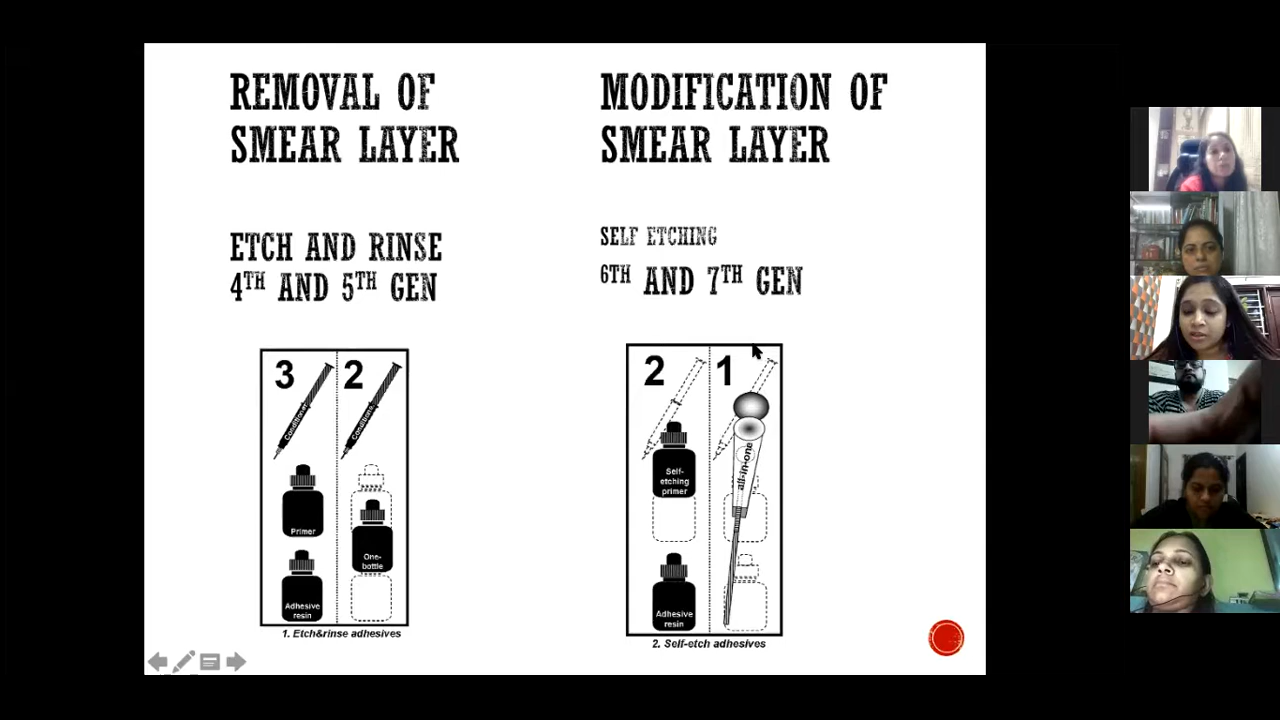 REMOVAL OF
SMEAR LAYER
ETCH AND RINSE
4TH AND 5TH GEN
3
2
Conditioner
Conditioner
Primer
One-
bottle
Adhesive
resin
1. Etch&rinse adhesives
MODIFICATION OF
SMEAR LAYER
SELF ETCHING
6TH AND 7TH GEN
2
1
Self-
etching
primer
all-in-one
Adhesive
resin
2. Self-etch adhesives